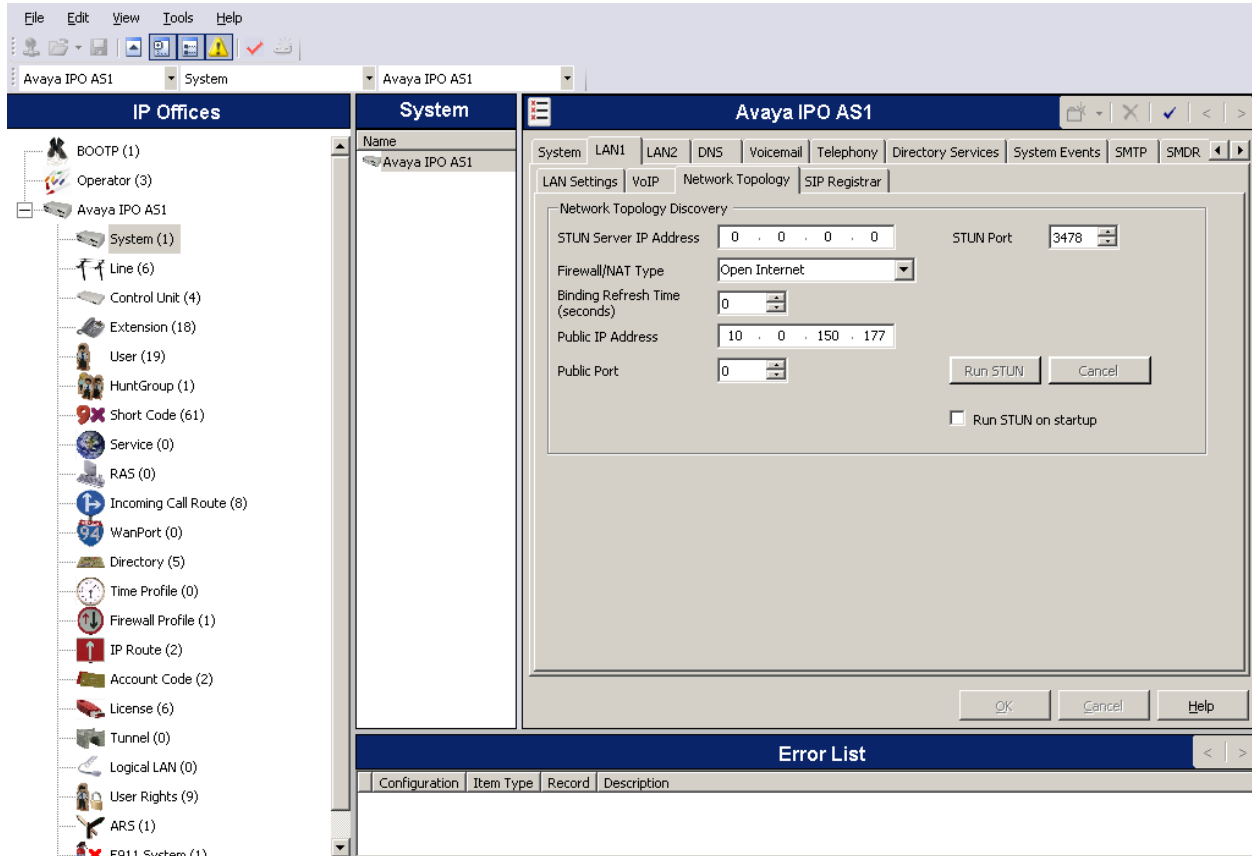 File Edit View Tools Help
Avaya IPO AS1 System Avaya IPO AS1
IP Offices
BOOTP (1)
Operator (3)
Avaya IPO AS1
System (1)
Line (6)
Control Unit (4)
Extension (18)
User (19)
HuntGroup (1)
Short Code (61)
Service (0)
RAS (0)
Incoming Call Route (8)
WanPort (0)
Directory (5)
Time Profile (0)
Firewall Profile (1)
IP Route (2)
Account Code (2)
License (6)
Tunnel (0)
Logical LAN (0)
User Rights (9)
ARS (1)
E911 System (1)
System
Name
Avaya IPO AS1
Avaya IPO AS1
System LAN1 LAN2 DNS Voicemail Telephony Directory Services System Events SMTP SMDR
LAN Settings VoIP Network Topology SIP Registrar
Network Topology Discovery
STUN Server IP Address 0 . 0 . 0 . 0 STUN Port 3478
Firewall/NAT Type Open Internet
Binding Refresh Time
(seconds) 0
Public IP Address 10 . 0 . 150 . 177
Public Port 0 Run STUN Cancel
Run STUN on startup
OK Cancel Help
Error List < >
Configuration Item Type Record Description